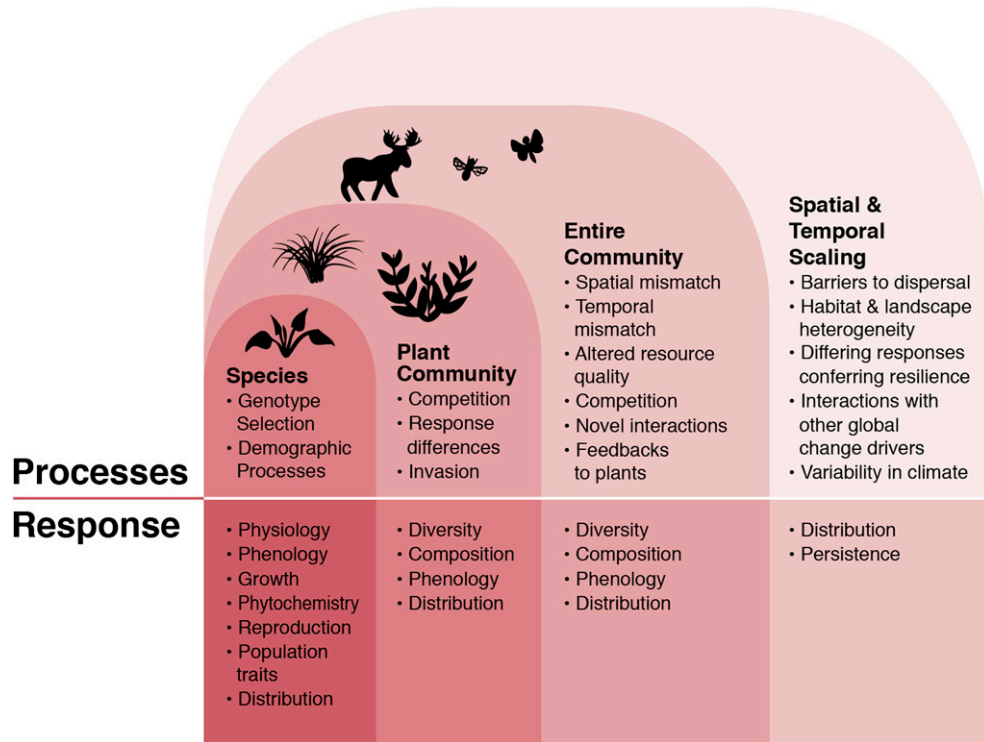 Processes
Response
Species
• Genotype
Selection
• Demographic
Processes
Plant
Community
• Competition
• Response
differences
• Invasion
Entire
Community
• Spatial mismatch
• Temporal
mismatch
• Altered resource
quality
• Competition
• Novel interactions
• Feedbacks
to plants
Spatial &
Temporal
Scaling
• Barriers to dispersal
• Habitat & landscape
heterogeneity
• Differing responses
conferring resilience
• Interactions with
other global
change drivers
• Variability in climate
• Physiology
• Phenology
• Growth
• Phytochemistry
• Reproduction
• Population
traits
• Distribution
• Diversity
• Composition
• Phenology
• Distribution
• Diversity
• Composition
• Phenology
• Distribution
• Distribution
• Persistence